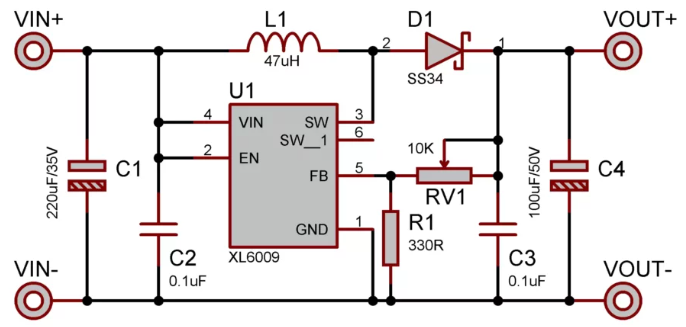 VIN+
L1
D1
VOUT+
47uH
2
1
SS34
U1
4
VIN
SW
3
SW__1
6
2
EN
10K
220uF/35V
C1
FB
5
RV1
100uF/50V
C4
R1
330R
GND
1
XL6009
C2
0.1uF
C3
0.1uF
VIN-
VOUT-